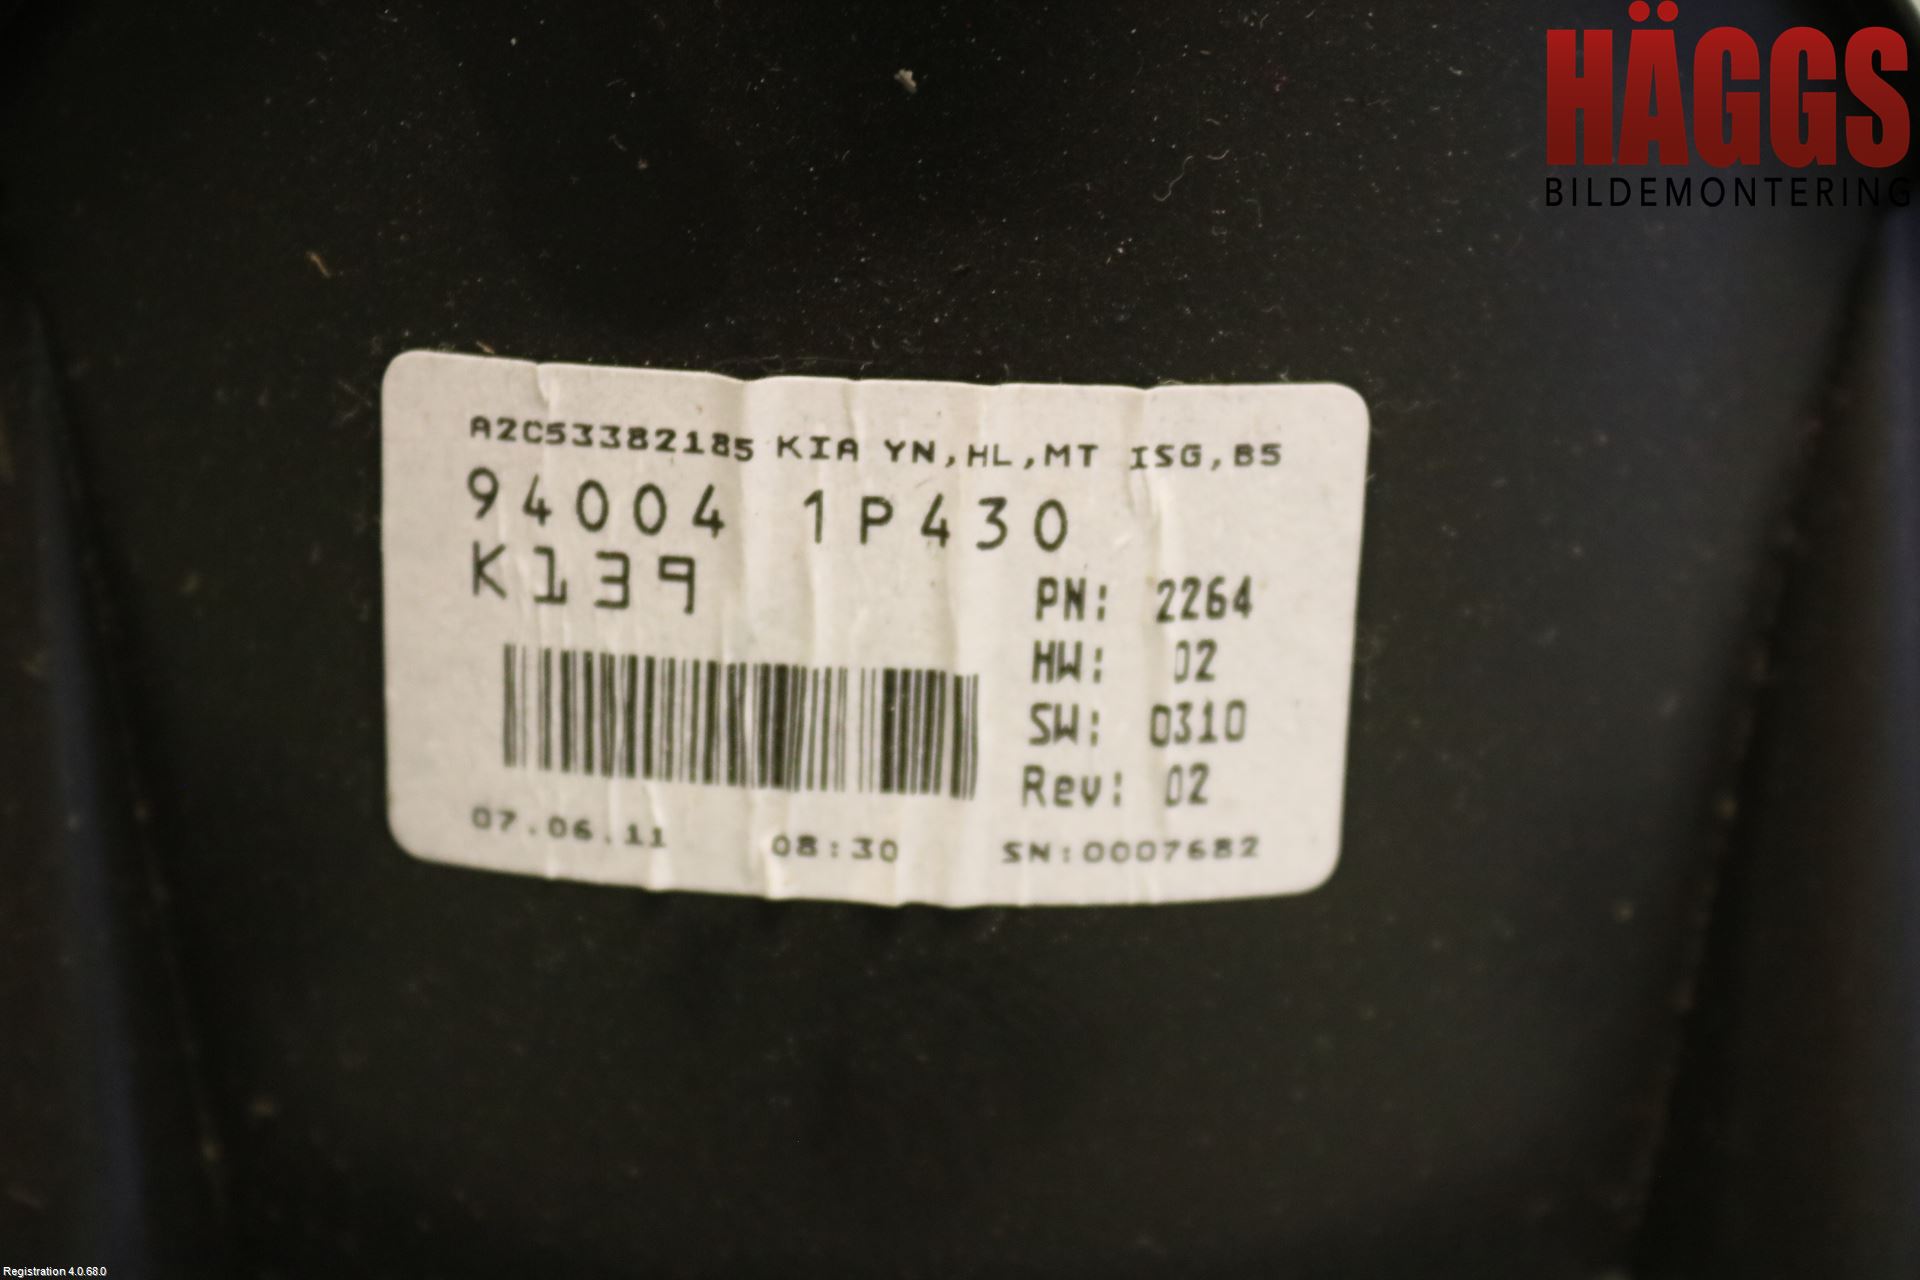 HÄGGS
BILDEMONTERING
A2C53382185 KIA YN,HL,MT ISG,B5
94004 1P430
K139
PN: 2264
HW: 02
SW: 0310
Rev: 02
07.06.11 08:30 SN:0007682
Registration 4.0.68.0